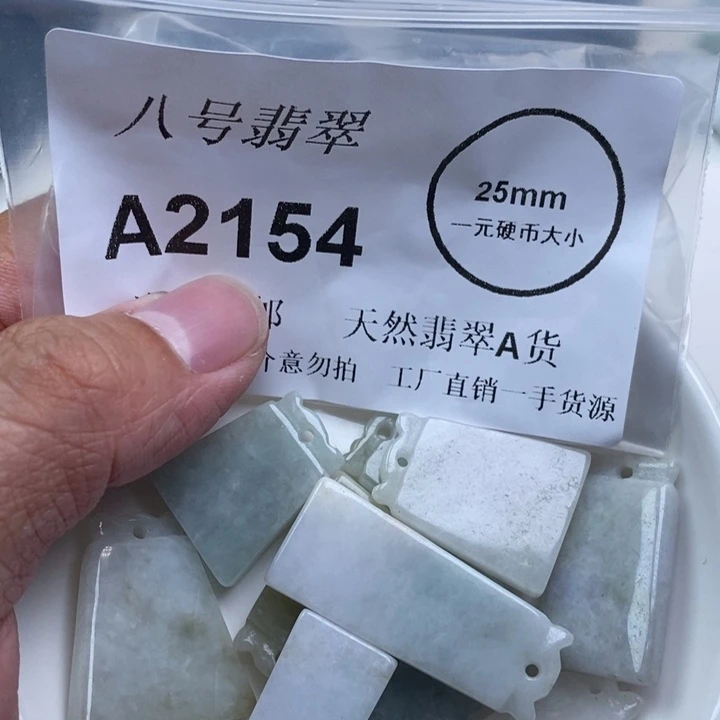 八号翡翠
A2154
25mm
一元硬币大小
邮
天然翡翠A货
介意勿拍 工厂直销一手货源